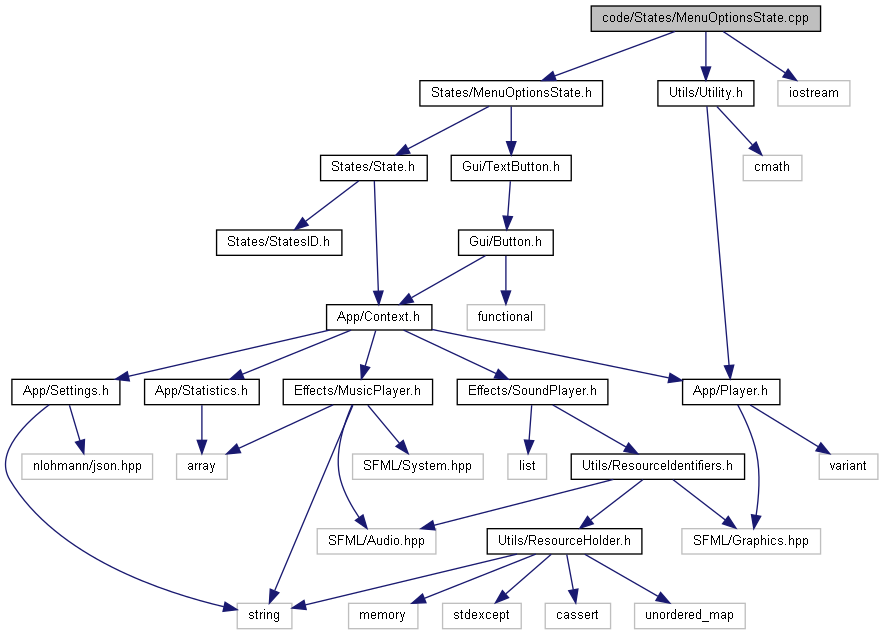 code/States/MenuOptionsState.cpp
States/MenuOptionsState.h
Utils/Utility.h
iostream
States/State.h
Gui/TextButton.h
cmath
States/StatesID.h
Gui/Button.h
App/Context.h
functional
App/Settings.h
App/Statistics.h
Effects/MusicPlayer.h
Effects/SoundPlayer.h
App/Player.h
nlohmann/json.hpp
array
SFML/System.hpp
list
Utils/ResourceIdentifiers.h
variant
SFML/Audio.hpp
Utils/ResourceHolder.h
SFML/Graphics.hpp
string
memory
stdexcept
cassert
unordered_map